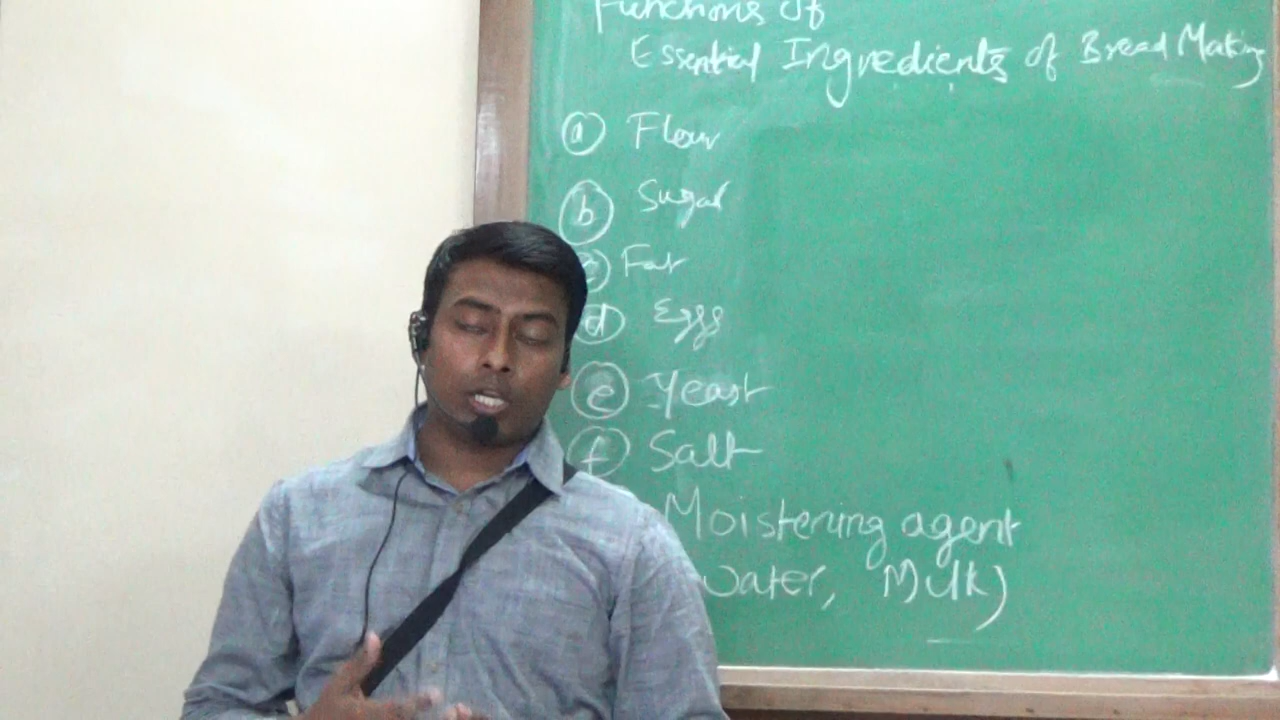 Functions Of
Essential Ingredients of Bread Making
a Flour
b Sugar
c Fat
d Eggs
e Yeast
f Salt
Moistening agent
water, Milk)